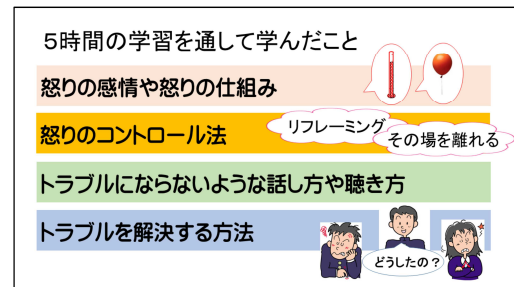 ５時間の学習を通して学んだこと
怒りの感情や怒りの仕組み
怒りのコントロール法
リフレーミング
その場を離れる
トラブルにならないような話し方や聴き方
トラブルを解決する方法
どうしたの？